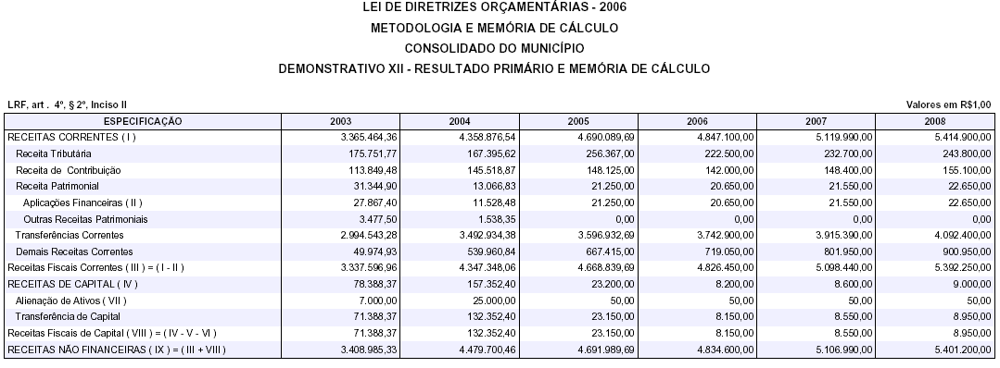 LEI DE DIRETRIZES ORÇAMENTÁRIAS - 2006
METODOLOGIA E MEMÓRIA DE CÁLCULO
CONSOLIDADO DO MUNICÍPIO
DEMONSTRATIVO XII - RESULTADO PRIMÁRIO E MEMÓRIA DE CÁLCULO
LRF, art . 4º, § 2º, Inciso II Valores em R$1,00
ESPECIFICAÇÃO 2003 2004 2005 2006 2007 2008
RECEITAS CORRENTES ( I ) 3.365.464,36 4.358.876,54 4.690.089,69 4.847.100,00 5.119.990,00 5.414.900,00
Receita Tributária 175.751,77 167.395,62 256.367,00 222.500,00 232.700,00 243.800,00
Receita de Contribuição 113.849,48 145.518,87 148.125,00 142.000,00 148.400,00 155.100,00
Receita Patrimonial 31.344,90 13.066,83 21.250,00 20.650,00 21.550,00 22.650,00
Aplicações Financeiras ( II ) 27.867,40 11.528,48 21.250,00 20.650,00 21.550,00 22.650,00
Outras Receitas Patrimoniais 3.477,50 1.538,35 0,00 0,00 0,00 0,00
Transferências Correntes 2.994.543,28 3.492.934,38 3.596.932,69 3.742.900,00 3.915.390,00 4.092.400,00
Demais Receitas Correntes 49.974,93 539.960,84 667.415,00 719.050,00 801.950,00 900.950,00
Receitas Fiscais Correntes ( III ) = ( I - II ) 3.337.596,96 4.347.348,06 4.668.839,69 4.826.450,00 5.098.440,00 5.392.250,00
RECEITAS DE CAPITAL ( IV ) 78.388,37 157.352,40 23.200,00 8.200,00 8.600,00 9.000,00
Alienação de Ativos ( VII ) 7.000,00 25.000,00 50,00 50,00 50,00 50,00
Transferência de Capital 71.388,37 132.352,40 23.150,00 8.150,00 8.550,00 8.950,00
Receitas Fiscais de Capital ( VIII ) = ( IV - V - VI ) 71.388,37 132.352,40 23.150,00 8.150,00 8.550,00 8.950,00
RECEITAS NÃO FINANCEIRAS ( IX ) = ( III + VIII ) 3.408.985,33 4.479.700,46 4.691.989,69 4.834.600,00 5.106.990,00 5.401.200,00